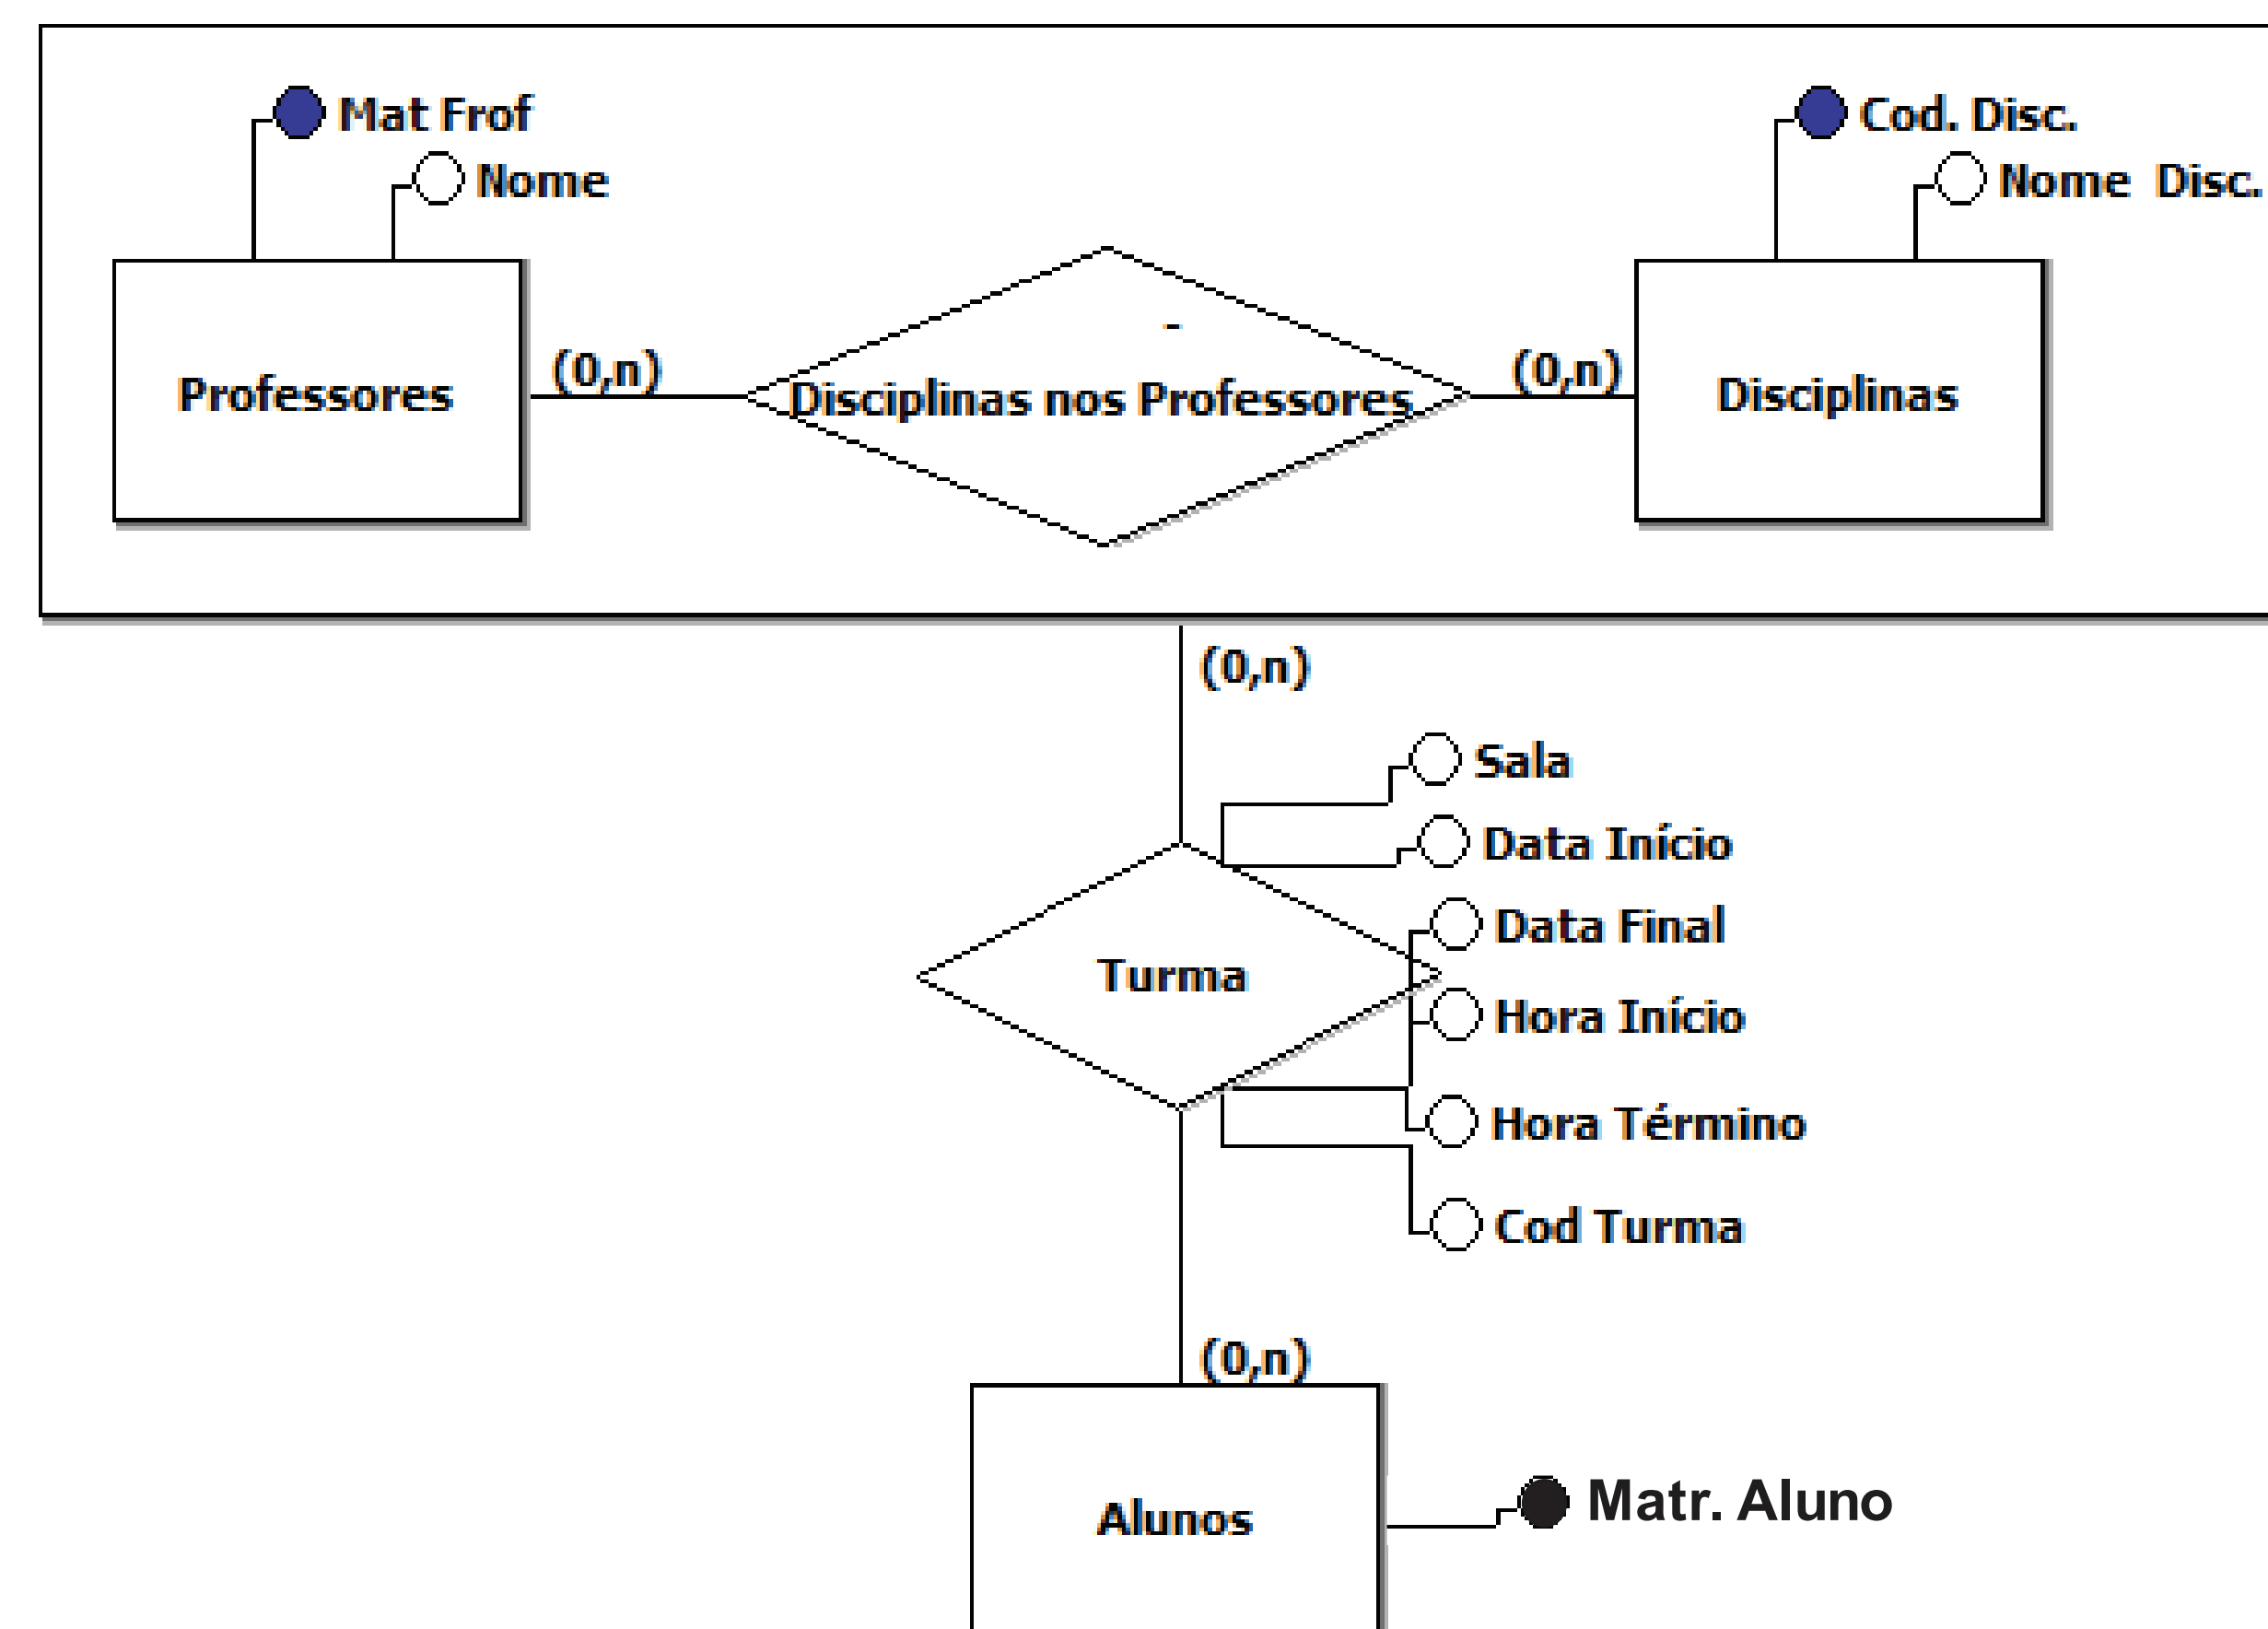 Mat Frof
Nome
Cod. Disc.
Nome Disc.
Professores
(0,n)
-
Disciplinas nos Professores
(0,n)
Disciplinas
(0,n)
Sala
Data Início
Data Final
Turma
Hora Início
Hora Término
Cod Turma
(0,n)
Alunos
Matr. Aluno